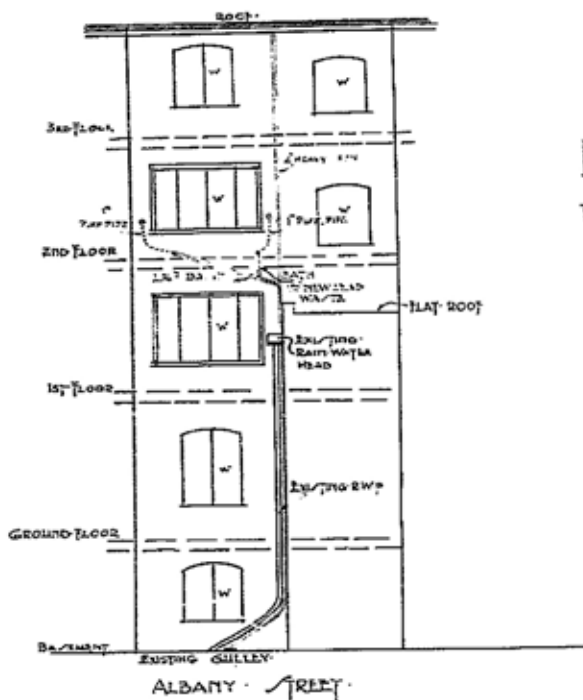 ROOF.
W
W
3RD FLOOR
W
W
2ND FLOOR
BATH
NEW LEAD
WASTE
FLAT ROOF
W
EXISTING
RAIN WATER
HEAD
1ST FLOOR
W
EXISTING R.W.P
GROUND FLOOR
W
BASEMENT
EXISTING GULLEY.
ALBANY. STREET.